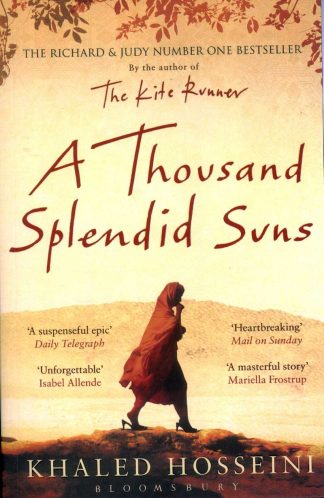 THE RICHARD & JUDY NUMBER ONE BESTSELLER
By the author of
The Kite Runner
A Thousand
Splendid Suns
'A suspenseful epic'
Daily Telegraph
'Heartbreaking'
Mail on Sunday
'Unforgettable'
Isabel Allende
'A masterful story'
Mariella Frostrup
KHALED HOSSEINI
BLOOMSBURY